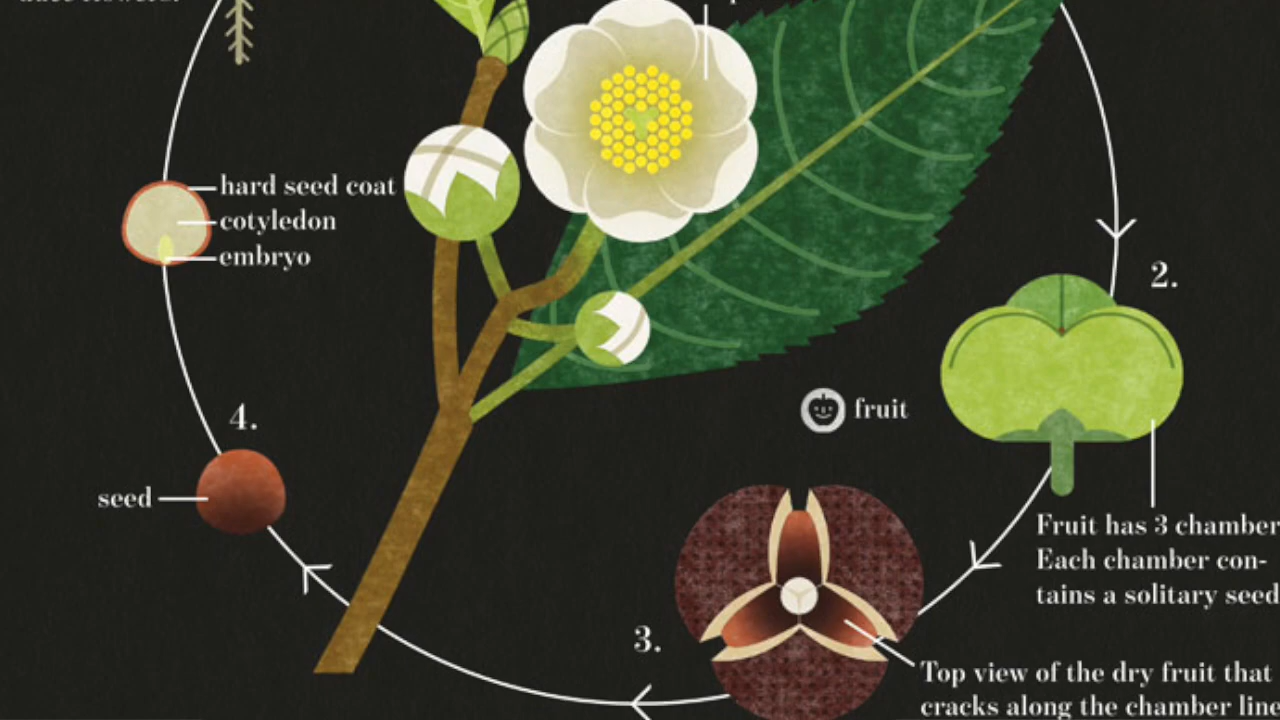 hard seed coat
cotyledon
embryo
2.
fruit
4.
seed
Fruit has 3 chamber
Each chamber con-
tains a solitary seed
3.
Top view of the dry fruit that
cracks along the chamber line